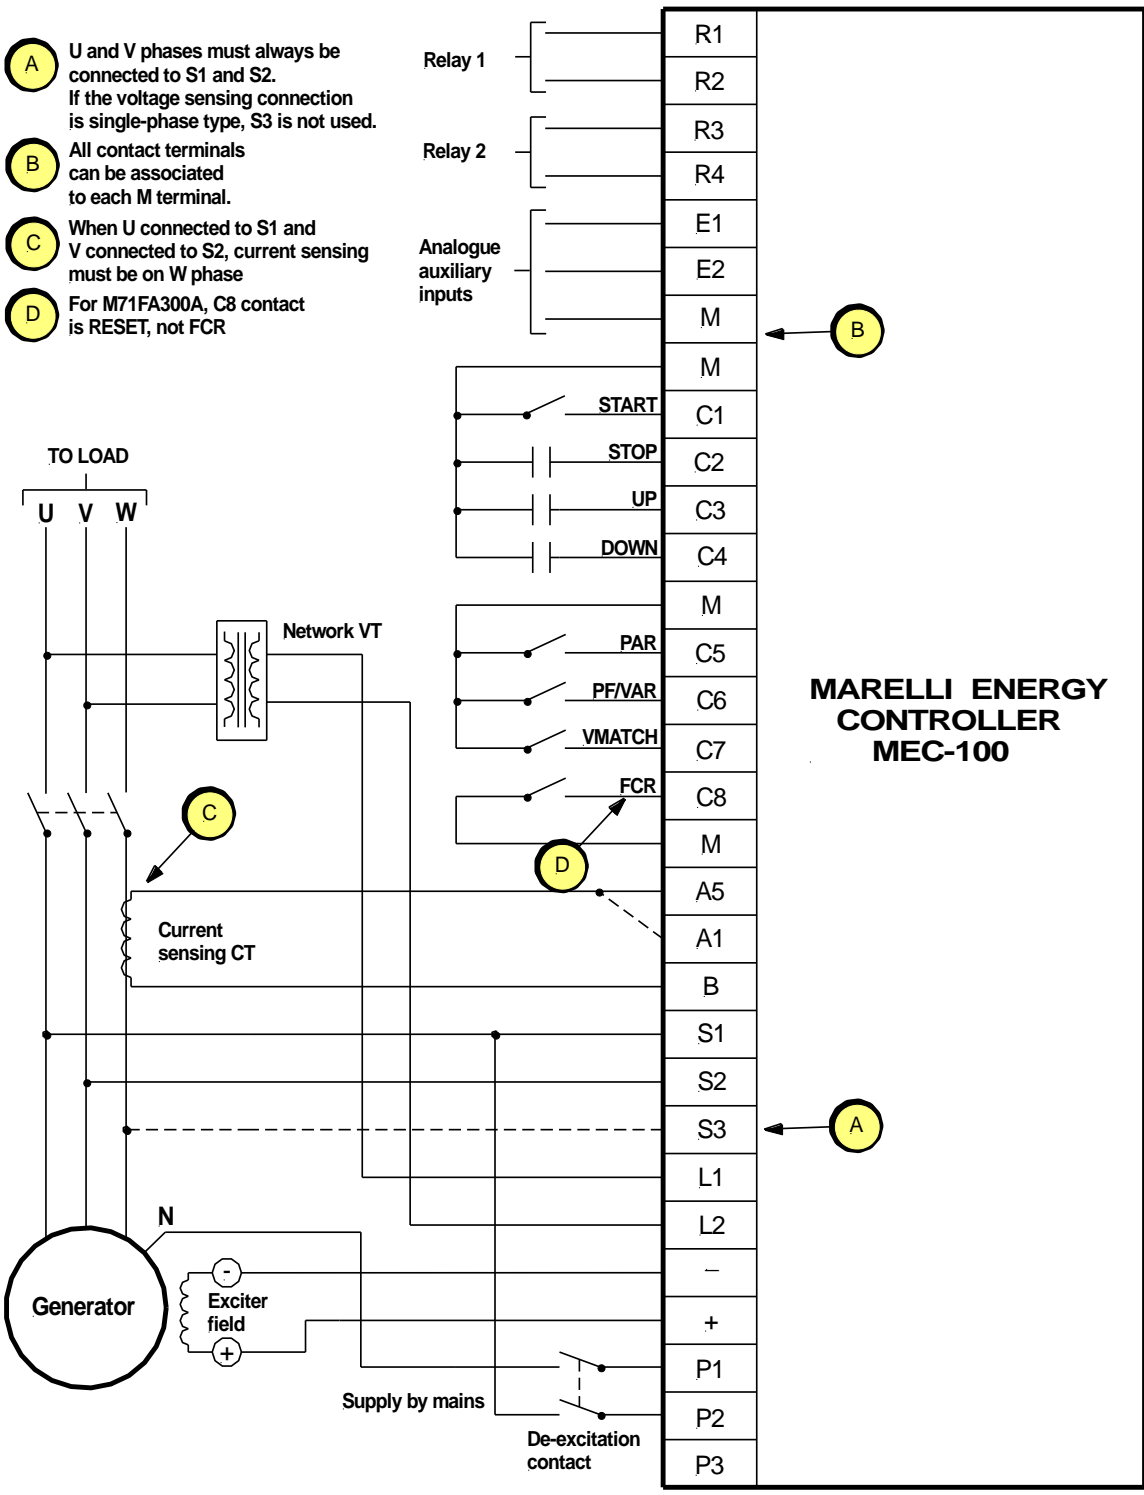 A
U and V phases must always be
connected to S1 and S2.
If the voltage sensing connection
is single-phase type, S3 is not used.
B
All contact terminals
can be associated
to each M terminal.
C
When U connected to S1 and
V connected to S2, current sensing
must be on W phase
D
For M71FA300A, C8 contact
is RESET, not FCR
Relay 1
R1
R2
Relay 2
R3
R4
Analogue
auxiliary
inputs
E1
E2
M
B
M
START
C1
STOP
C2
UP
C3
DOWN
C4
M
PAR
C5
PF/VAR
C6
VMATCH
C7
FCR
C8
M
D
MARELLI ENERGY
CONTROLLER
MEC-100
TO LOAD
U V W
Network VT
C
Current
sensing CT
A5
A1
B
S1
S2
S3
A
L1
L2
N
Generator
-
Exciter
field
+
–
+
Supply by mains
De-excitation
contact
P1
P2
P3